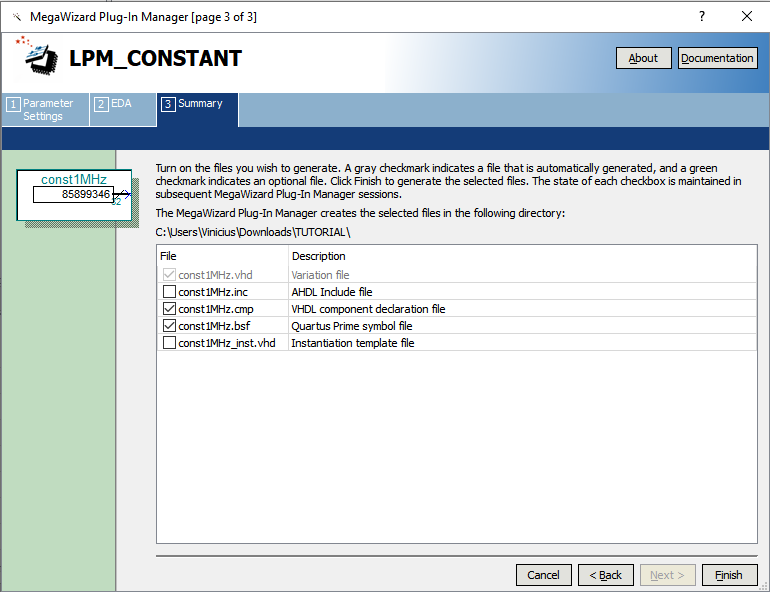 MegaWizard Plug-In Manager [page 3 of 3]
?
LPM_CONSTANT
About
Documentation
1 Parameter Settings
2 EDA
3 Summary
const1MHz
85899346
32
Turn on the files you wish to generate. A gray checkmark indicates a file that is automatically generated, and a green
checkmark indicates an optional file. Click Finish to generate the selected files. The state of each checkbox is maintained in
subsequent MegaWizard Plug-In Manager sessions.
The MegaWizard Plug-In Manager creates the selected files in the following directory:
C:\Users\Vinicius\Downloads\TUTORIAL\
File Description
const1MHz.vhd Variation file
const1MHz.inc AHDL Include file
const1MHz.cmp VHDL component declaration file
const1MHz.bsf Quartus Prime symbol file
const1MHz_inst.vhd Instantiation template file
Cancel
< Back
Next >
Finish